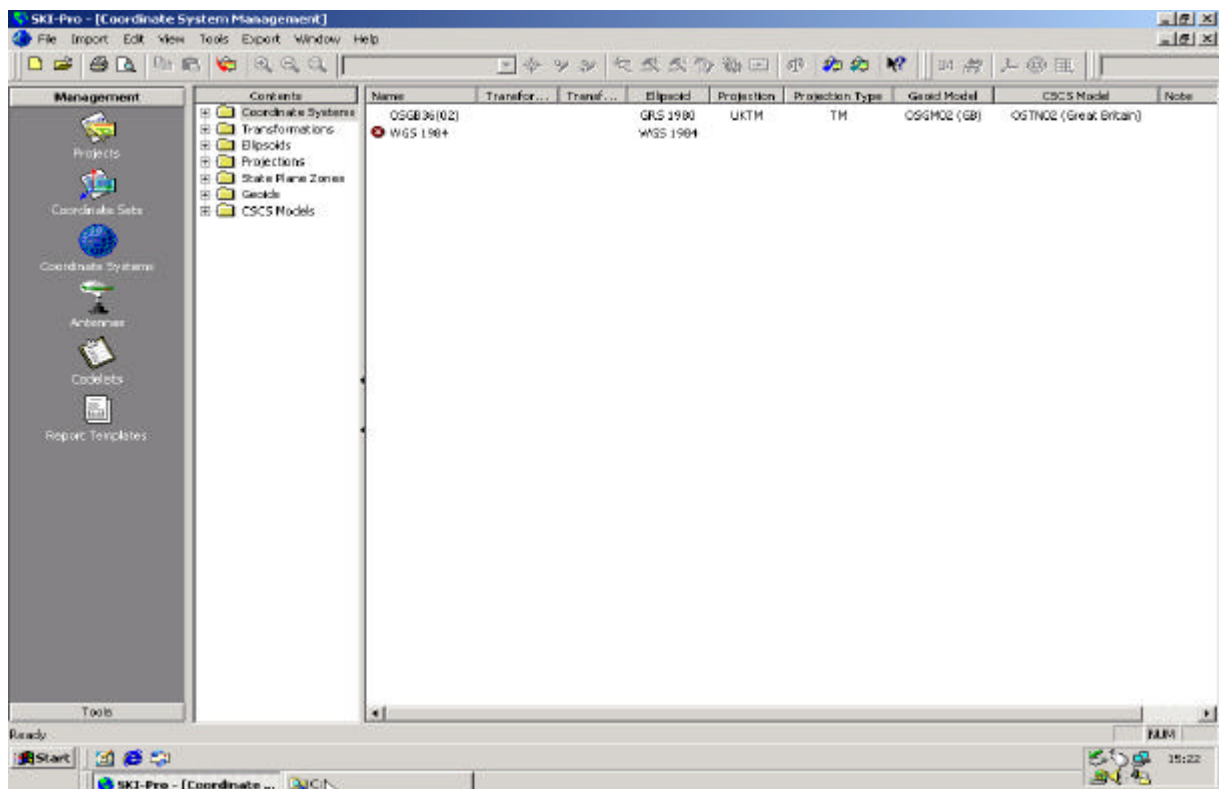 SKI-Pro - [Coordinate System Management]
File Import Edit View Tools Export Window Help
Management
Projects
Coordinate Sets
Coordinate Systems
Antennas
Codelists
Report Templates
Tools
Contents
Coordinate Systems
Transformations
Ellipsoids
Projections
State Plane Zones
Geoids
CSCS Models
Name Transfor... Transf... Ellipsoid Projection Projection Type Geoid Model CSCS Model Note
OSGB36(02) GRS 1980 UKTM TM OSGM02 (GB) OSTN02 (Great Britain)
WGS 1984 WGS 1984
Ready NUM
Start 15:22
SKI-Pro - [Coordinate ... C:\